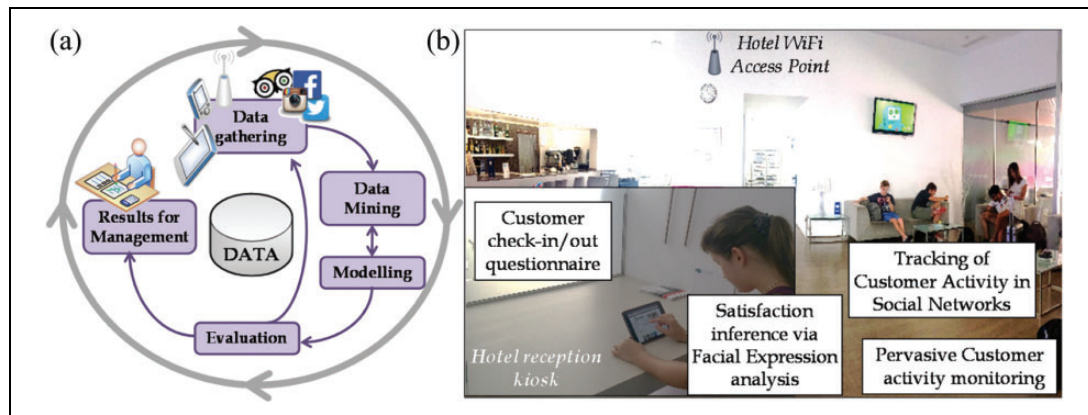 (a)
Data
gathering
Data
Mining
Modelling
Evaluation
Results for
Management
DATA
(b)
Hotel WiFi
Access Point
Customer
check-in/out
questionnaire
Hotel reception
kiosk
Satisfaction
inference via
Facial Expression
analysis
Tracking of
Customer Activity in
Social Networks
Pervasive Customer
activity monitoring